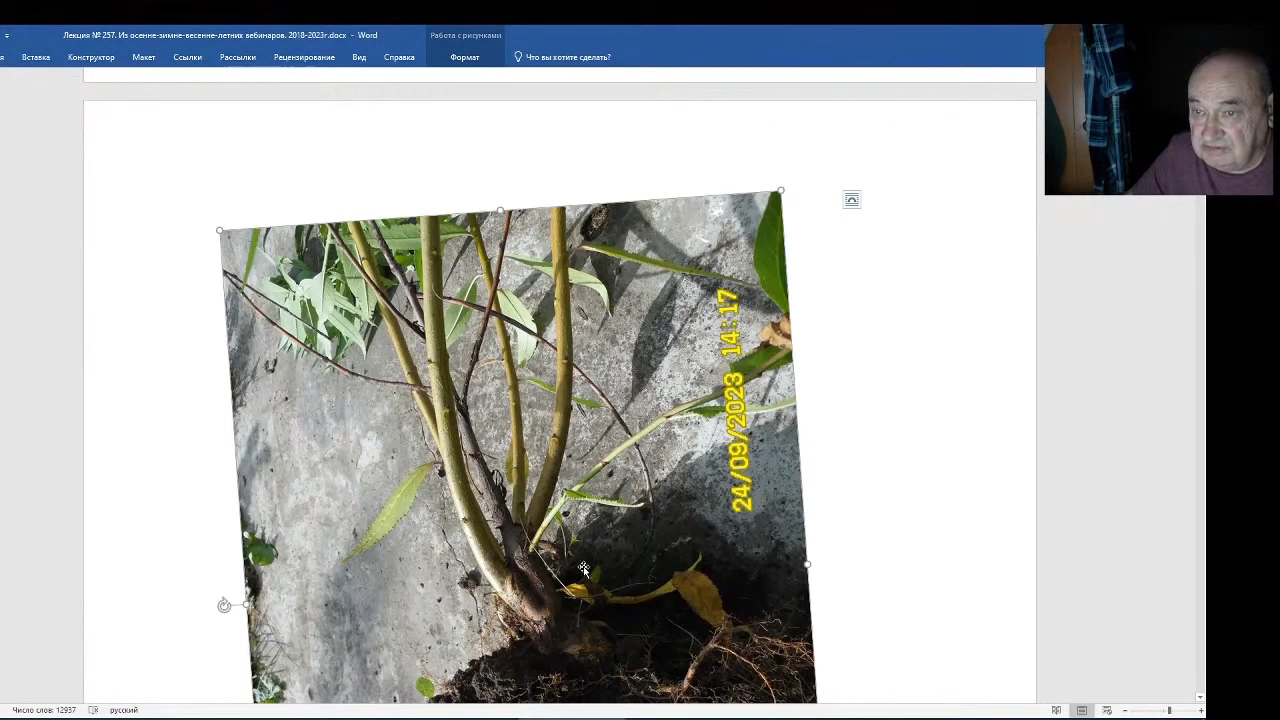 Лекция № 257. Из осенне-зимне-весенне-летних вебинаров. 2018-2023г.docx - Word
Работа с рисунками
Вставка Конструктор Макет Ссылки Рассылки Рецензирование Вид Справка Формат Что вы хотите сделать?
24/09/2023 14:17
Число слов: 12937 русский